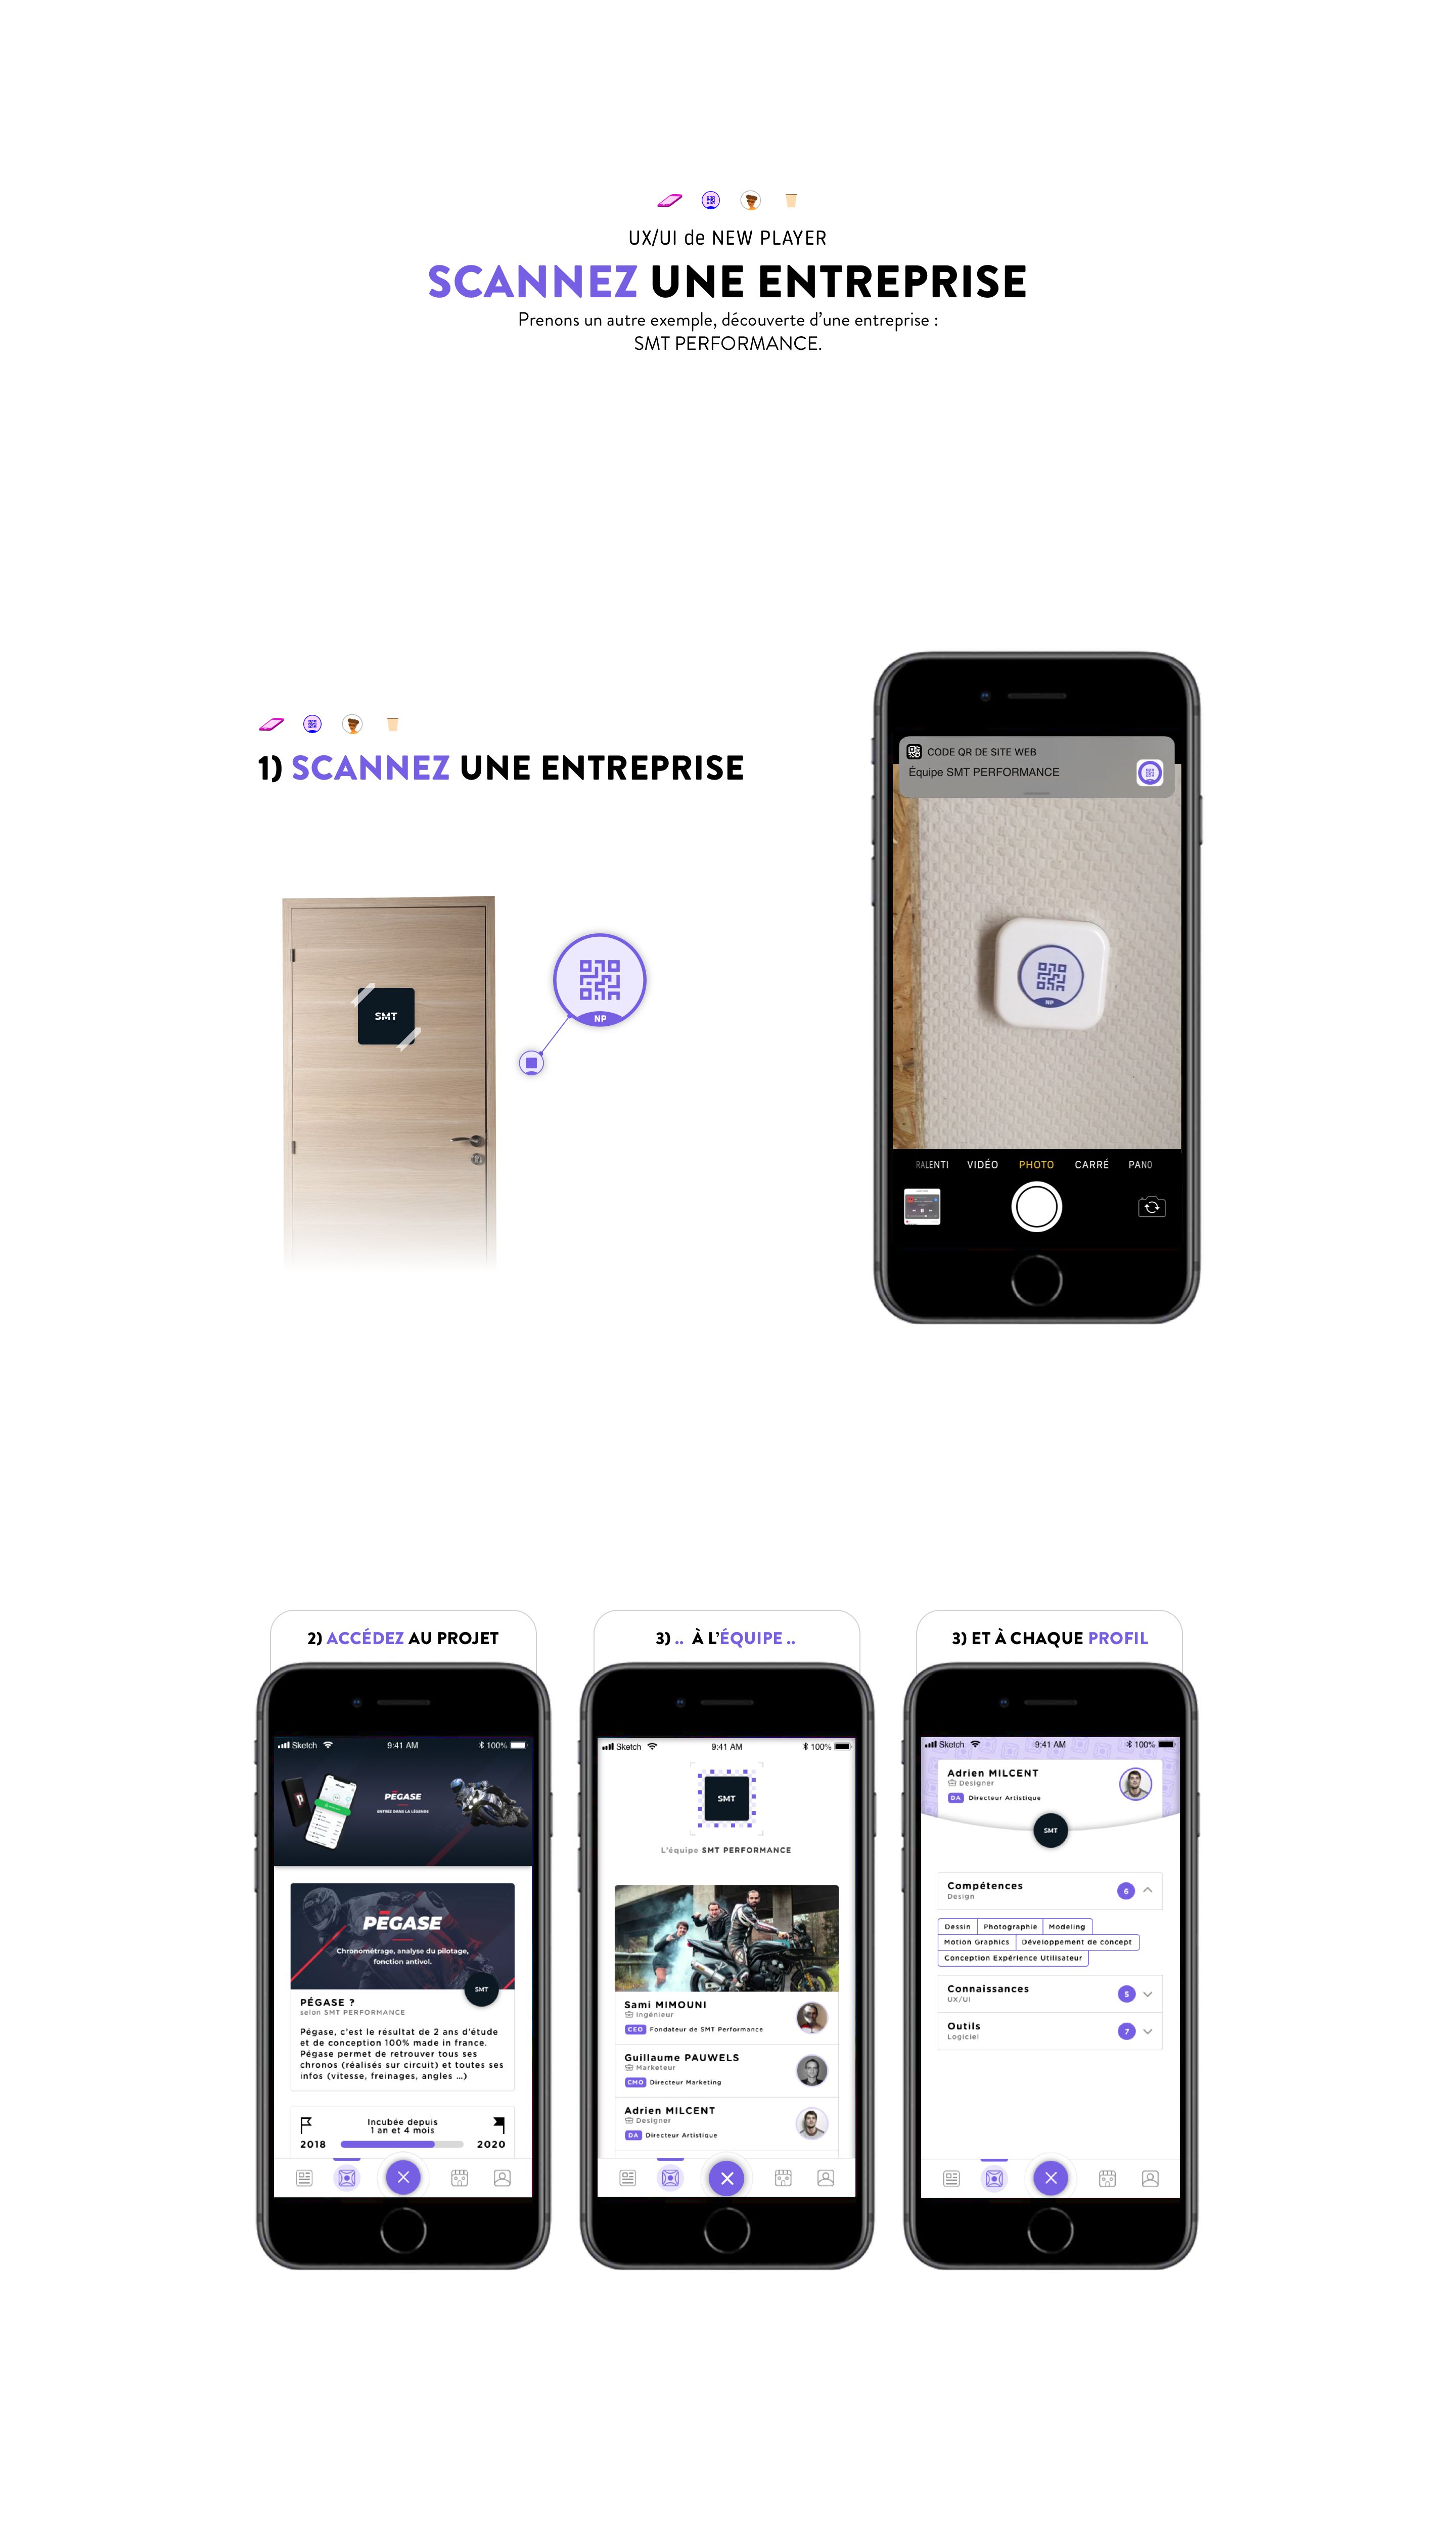 UX/UI de NEW PLAYER
SCANNEZ UNE ENTREPRISE
Prenons un autre exemple, découverte d'une entreprise :
SMT PERFORMANCE.
1) SCANNEZ UNE ENTREPRISE
SMT
NP
CODE QR DE SITE WEB
Équipe SMT PERFORMANCE
NP
RALENTI VIDÉO PHOTO CARRÉ PANO
2) ACCÉDEZ AU PROJET
Sketch 9:41 AM 100%
PÉGASE
ENTREZ DANS LA LÉGENDE
PÉGASE
Chronométrage, analyse du pilotage,
fonction antivol.
SMT
PÉGASE ?
selon SMT PERFORMANCE
Pégase, c'est le résultat de 2 ans d'étude
et de conception 100% made in france.
Pégase permet de retrouver tous ses
chronos (réalisés sur circuit) et toutes ses
infos (vitesse, freinages, angles ...)
Incubée depuis
1 an et 4 mois
2018 2020
3) .. À L'ÉQUIPE ..
Sketch 9:41 AM 100%
SMT
L'équipe SMT PERFORMANCE
Sami MIMOUNI
Ingénieur
CEO Fondateur de SMT Performance
Guillaume PAUWELS
Marketeur
CMO Directeur Marketing
Adrien MILCENT
Designer
DA Directeur Artistique
3) ET À CHAQUE PROFIL
Sketch 9:41 AM 100%
Adrien MILCENT
Designer
DA Directeur Artistique
SMT
Compétences
Design
6
Dessin Photographie Modeling
Motion Graphics Développement de concept
Conception Expérience Utilisateur
Connaissances
UX/UI
5
Outils
Logiciel
7